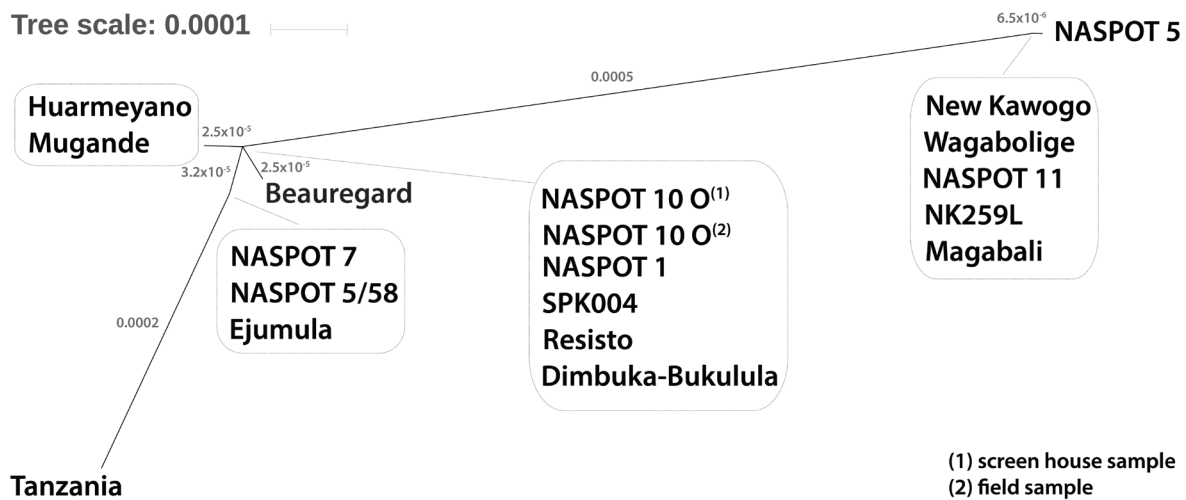 Tree scale: 0.0001
6.5x10⁻⁶
NASPOT 5
0.0005
Huarmeyano
Mugande
2.5x10⁻⁵
3.2x10⁻⁵
2.5x10⁻⁵
Beauregard
New Kawogo
Wagabolige
NASPOT 11
NK259L
Magabali
NASPOT 10 O⁽¹⁾
NASPOT 10 O⁽²⁾
NASPOT 1
SPK004
Resisto
Dimbuka-Bukulula
NASPOT 7
NASPOT 5/58
Ejumula
0.0002
Tanzania
(1) screen house sample
(2) field sample